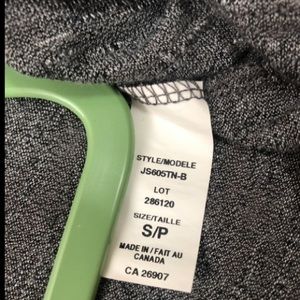 STYLE/MODELE
JS605TN-B
LOT
286120
SIZE/TAILLE
S/P
MADE IN / FAIT AU
CANADA
CA 26907